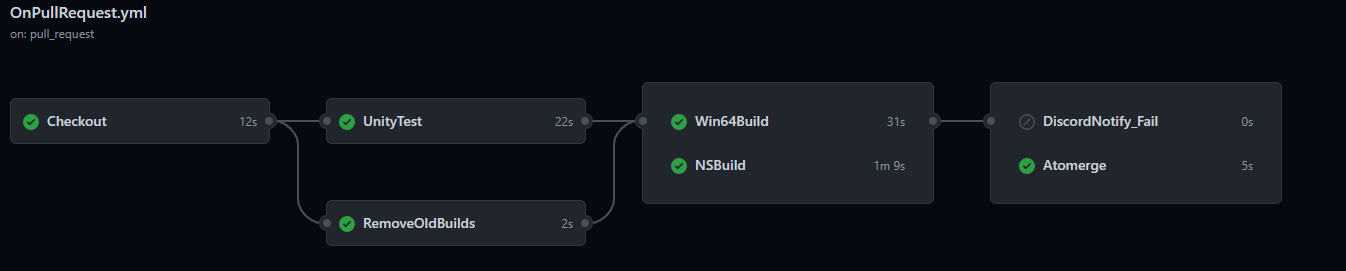 OnPullRequest.yml
on: pull_request
Checkout 12s
UnityTest 22s
RemoveOldBuilds 2s
Win64Build 31s
NSBuild 1m 9s
DiscordNotify_Fail 0s
Atomerge 5s